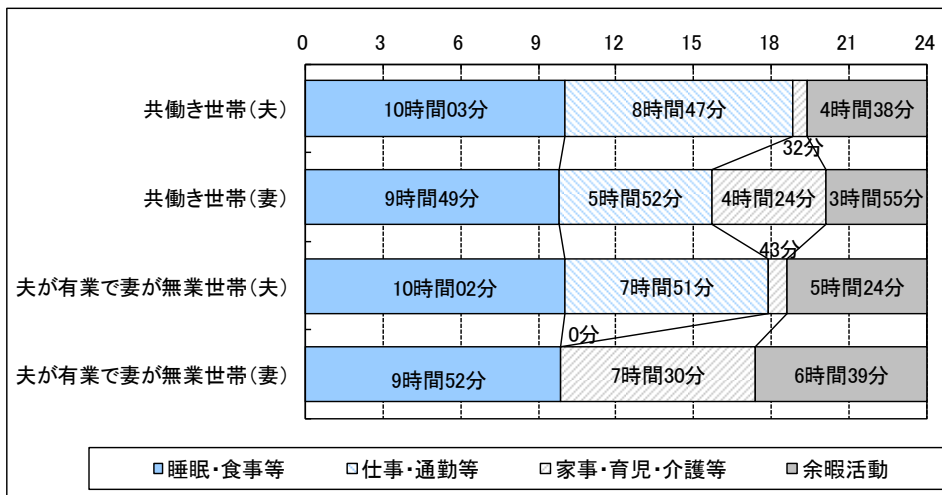 0 3 6 9 12 15 18 21 24
共働き世帯(夫) 10時間03分 8時間47分 32分 4時間38分
共働き世帯(妻) 9時間49分 5時間52分 4時間24分 3時間55分
夫が有業で妻が無業世帯(夫) 10時間02分 7時間51分 43分 5時間24分
夫が有業で妻が無業世帯(妻) 9時間52分 0分 7時間30分 6時間39分
睡眠・食事等 仕事・通勤等 家事・育児・介護等 余暇活動